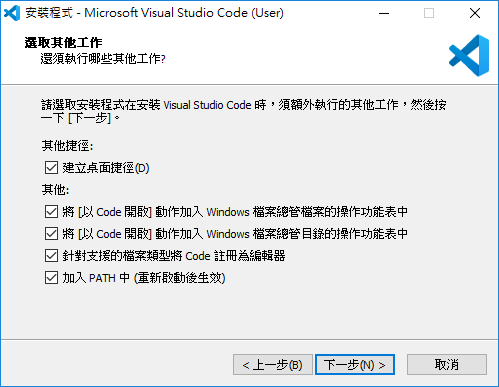 安裝程式 - Microsoft Visual Studio Code (User)
選取其他工作
還須執行哪些其他工作?
請選取安裝程式在安裝 Visual Studio Code 時，須額外執行的其他工作，然後按
一下 [下一步]。
其他捷徑:
建立桌面捷徑(D)
其他:
將 [以 Code 開啟] 動作加入 Windows 檔案總管檔案的操作功能表中
將 [以 Code 開啟] 動作加入 Windows 檔案總管目錄的操作功能表中
針對支援的檔案類型將 Code 註冊為編輯器
加入 PATH 中 (重新啟動後生效)
< 上一步(B) 下一步(N) > 取消